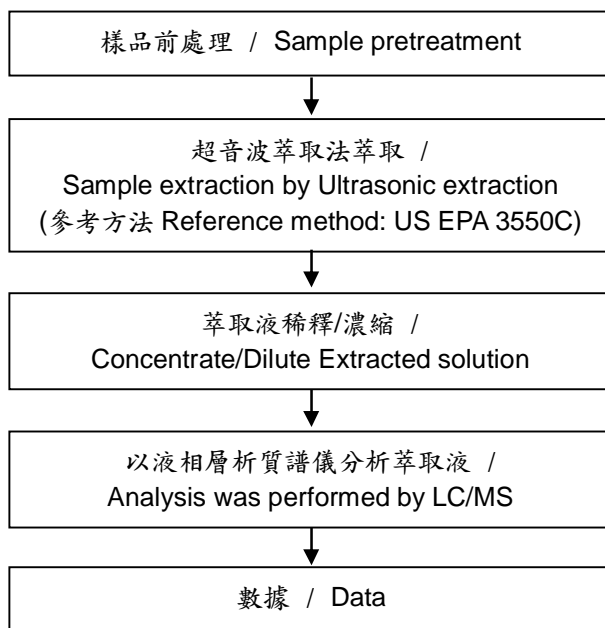 樣品前處理 / Sample pretreatment
超音波萃取法萃取 /
Sample extraction by Ultrasonic extraction
(參考方法 Reference method: US EPA 3550C)
萃取液稀釋/濃縮 /
Concentrate/Dilute Extracted solution
以液相層析質譜儀分析萃取液 /
Analysis was performed by LC/MS
數據 / Data